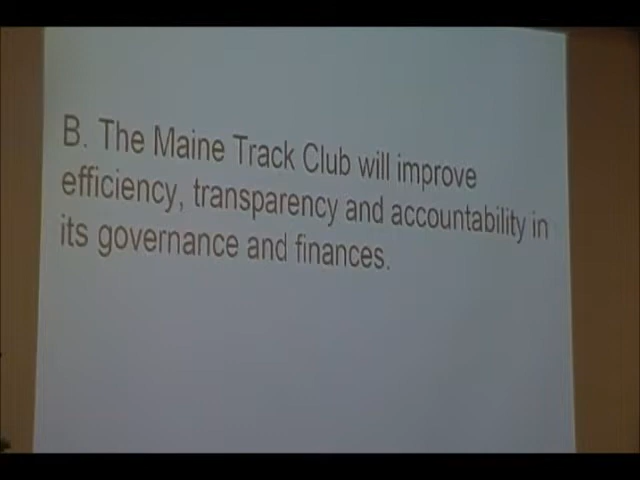 B. The Maine Track Club will improve
efficiency, transparency and accountability in
its governance and finances.